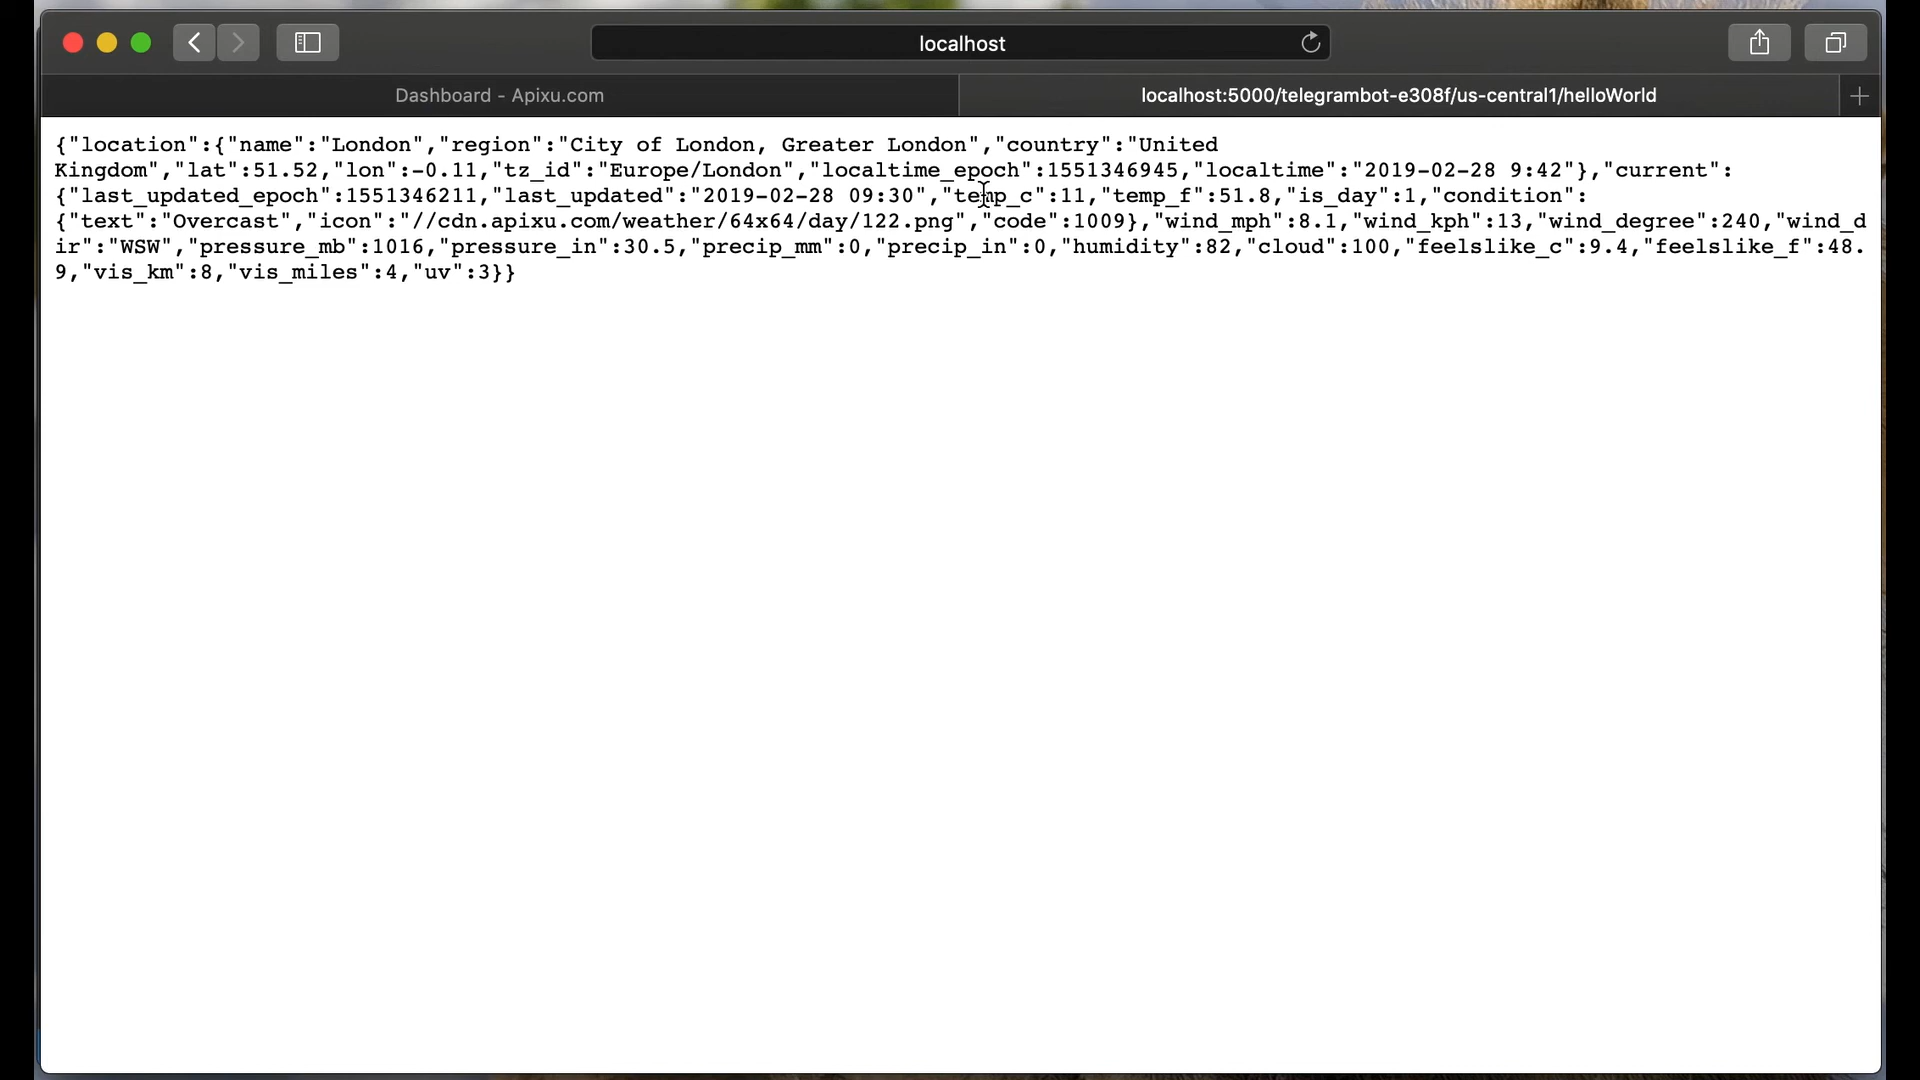 localhost
Dashboard - Apixu.com
localhost:5000/telegrambot-e308f/us-central1/helloWorld
{"location":{"name":"London","region":"City of London, Greater London","country":"United
Kingdom","lat":51.52,"lon":-0.11,"tz_id":"Europe/London","localtime_epoch":1551346945,"localtime":"2019-02-28 9:42"},"current":
{"last_updated_epoch":1551346211,"last_updated":"2019-02-28 09:30","temp_c":11,"temp_f":51.8,"is_day":1,"condition":
{"text":"Overcast","icon":"//cdn.apixu.com/weather/64x64/day/122.png","code":1009},"wind_mph":8.1,"wind_kph":13,"wind_degree":240,"wind_d
ir":"WSW","pressure_mb":1016,"pressure_in":30.5,"precip_mm":0,"precip_in":0,"humidity":82,"cloud":100,"feelslike_c":9.4,"feelslike_f":48.
9,"vis_km":8,"vis_miles":4,"uv":3}}